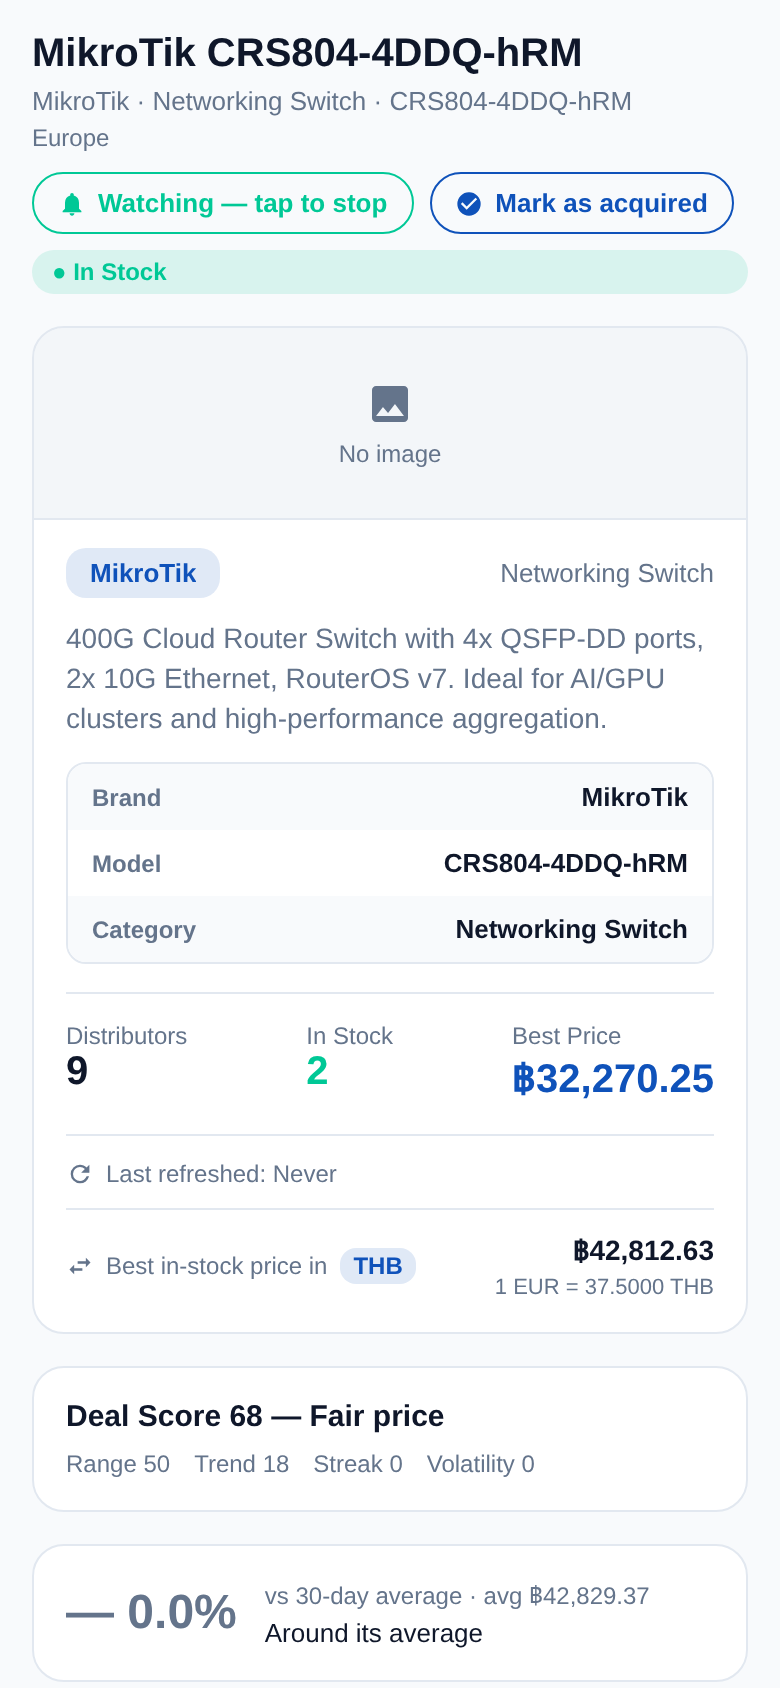 MikroTik CRS804-4DDQ-hRM
MikroTik · Networking Switch · CRS804-4DDQ-hRM
Europe
Watching — tap to stop
Mark as acquired
In Stock
No image
MikroTik
Networking Switch
400G Cloud Router Switch with 4x QSFP-DD ports,
2x 10G Ethernet, RouterOS v7. Ideal for AI/GPU
clusters and high-performance aggregation.
Brand MikroTik
Model CRS804-4DDQ-hRM
Category Networking Switch
Distributors In Stock Best Price
9 2 ฿32,270.25
Last refreshed: Never
Best in-stock price in THB ฿42,812.63
1 EUR = 37.5000 THB
Deal Score 68 — Fair price
Range 50 Trend 18 Streak 0 Volatility 0
— 0.0%
vs 30-day average · avg ฿42,829.37
Around its average